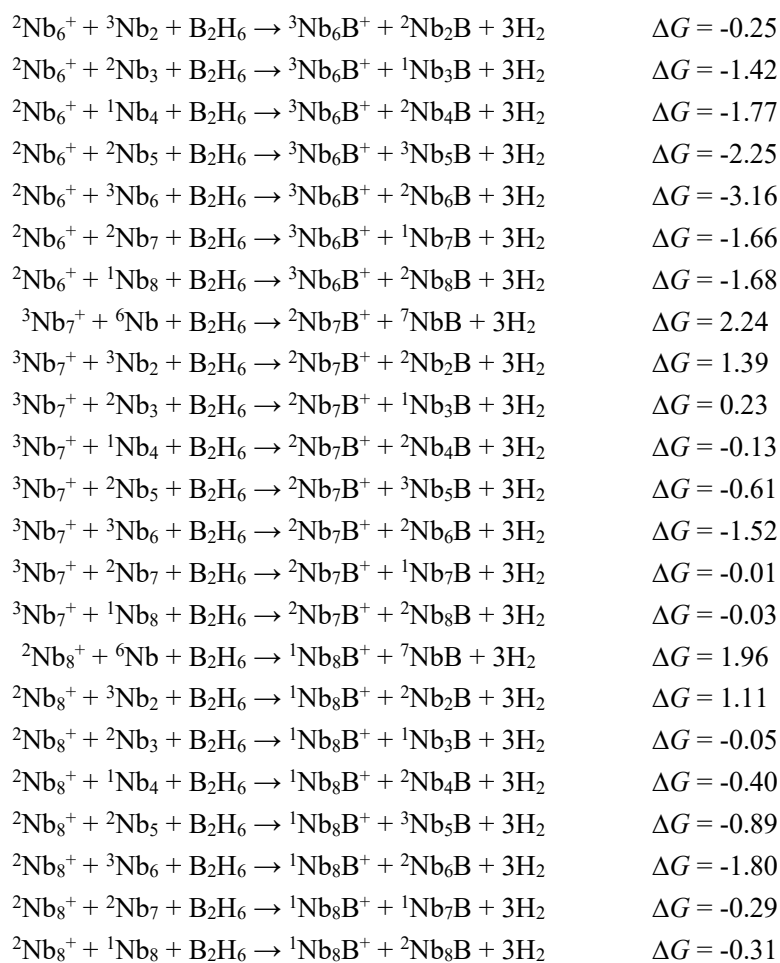 ²Nb₆⁺ + ³Nb₂ + B₂H₆ → ³Nb₆B⁺ + ²Nb₂B + 3H₂ ΔG = -0.25
²Nb₆⁺ + ²Nb₃ + B₂H₆ → ³Nb₆B⁺ + ¹Nb₃B + 3H₂ ΔG = -1.42
²Nb₆⁺ + ¹Nb₄ + B₂H₆ → ³Nb₆B⁺ + ²Nb₄B + 3H₂ ΔG = -1.77
²Nb₆⁺ + ²Nb₅ + B₂H₆ → ³Nb₆B⁺ + ³Nb₅B + 3H₂ ΔG = -2.25
²Nb₆⁺ + ³Nb₆ + B₂H₆ → ³Nb₆B⁺ + ²Nb₆B + 3H₂ ΔG = -3.16
²Nb₆⁺ + ²Nb₇ + B₂H₆ → ³Nb₆B⁺ + ¹Nb₇B + 3H₂ ΔG = -1.66
²Nb₆⁺ + ¹Nb₈ + B₂H₆ → ³Nb₆B⁺ + ²Nb₈B + 3H₂ ΔG = -1.68
³Nb₇⁺ + ⁶Nb + B₂H₆ → ²Nb₇B⁺ + ⁷NbB + 3H₂ ΔG = 2.24
³Nb₇⁺ + ³Nb₂ + B₂H₆ → ²Nb₇B⁺ + ²Nb₂B + 3H₂ ΔG = 1.39
³Nb₇⁺ + ²Nb₃ + B₂H₆ → ²Nb₇B⁺ + ¹Nb₃B + 3H₂ ΔG = 0.23
³Nb₇⁺ + ¹Nb₄ + B₂H₆ → ²Nb₇B⁺ + ²Nb₄B + 3H₂ ΔG = -0.13
³Nb₇⁺ + ²Nb₅ + B₂H₆ → ²Nb₇B⁺ + ³Nb₅B + 3H₂ ΔG = -0.61
³Nb₇⁺ + ³Nb₆ + B₂H₆ → ²Nb₇B⁺ + ²Nb₆B + 3H₂ ΔG = -1.52
³Nb₇⁺ + ²Nb₇ + B₂H₆ → ²Nb₇B⁺ + ¹Nb₇B + 3H₂ ΔG = -0.01
³Nb₇⁺ + ¹Nb₈ + B₂H₆ → ²Nb₇B⁺ + ²Nb₈B + 3H₂ ΔG = -0.03
²Nb₈⁺ + ⁶Nb + B₂H₆ → ¹Nb₈B⁺ + ⁷NbB + 3H₂ ΔG = 1.96
²Nb₈⁺ + ³Nb₂ + B₂H₆ → ¹Nb₈B⁺ + ²Nb₂B + 3H₂ ΔG = 1.11
²Nb₈⁺ + ²Nb₃ + B₂H₆ → ¹Nb₈B⁺ + ¹Nb₃B + 3H₂ ΔG = -0.05
²Nb₈⁺ + ¹Nb₄ + B₂H₆ → ¹Nb₈B⁺ + ²Nb₄B + 3H₂ ΔG = -0.40
²Nb₈⁺ + ²Nb₅ + B₂H₆ → ¹Nb₈B⁺ + ³Nb₅B + 3H₂ ΔG = -0.89
²Nb₈⁺ + ³Nb₆ + B₂H₆ → ¹Nb₈B⁺ + ²Nb₆B + 3H₂ ΔG = -1.80
²Nb₈⁺ + ²Nb₇ + B₂H₆ → ¹Nb₈B⁺ + ¹Nb₇B + 3H₂ ΔG = -0.29
²Nb₈⁺ + ¹Nb₈ + B₂H₆ → ¹Nb₈B⁺ + ²Nb₈B + 3H₂ ΔG = -0.31